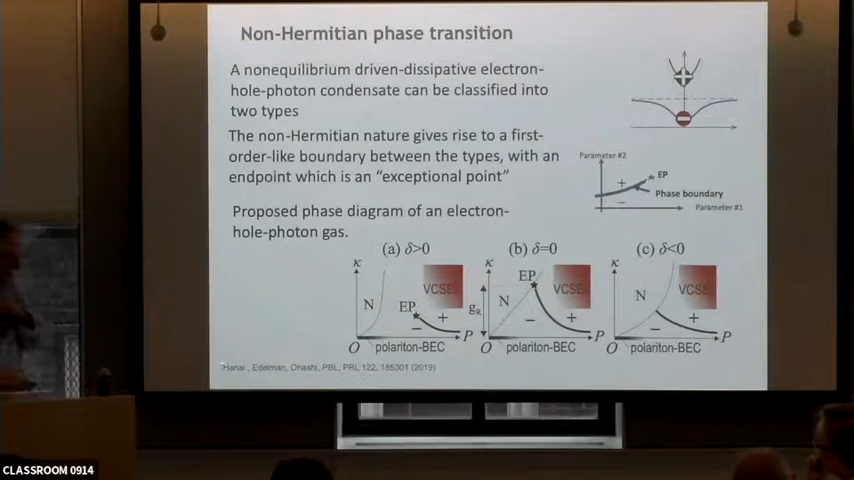 Non-Hermitian phase transition
A nonequilibrium driven-dissipative electron-
hole-photon condensate can be classified into
two types
The non-Hermitian nature gives rise to a first-
order-like boundary between the types, with an
endpoint which is an “exceptional point”
Proposed phase diagram of an electron-
hole-photon gas.
Parameter #2
EP
+
Phase boundary
−
Parameter #1
(a) δ>0
κ
N
EP
VCSEL
+
−
P
O
polariton-BEC
(b) δ=0
κ
EP
VCSEL
N
gR
+
−
P
O
polariton-BEC
(c) δ<0
κ
N
VCSEL
+
−
P
O
polariton-BEC
Hanai, Edelman, Ohashi, PBL, PRL 122, 185301 (2019)
CLASSROOM 0914